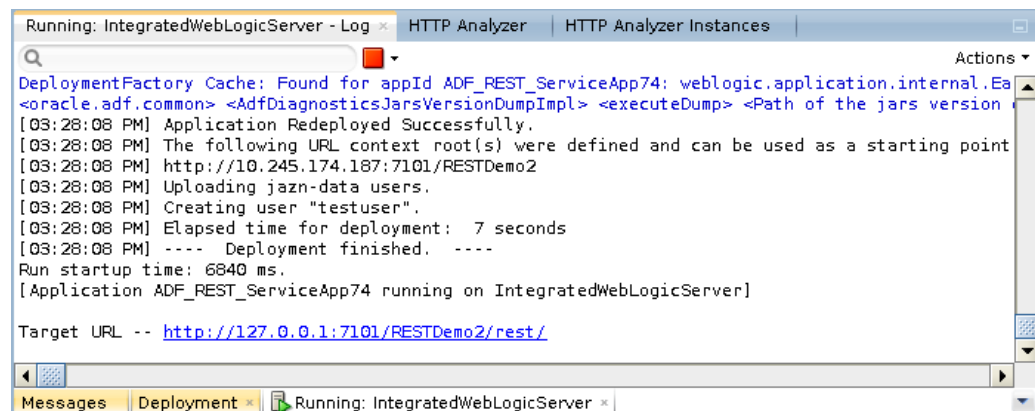 Running: IntegratedWebLogicServer - Log × HTTP Analyzer HTTP Analyzer Instances
Actions
DeploymentFactory Cache: Found for appId ADF_REST_ServiceApp74: weblogic.application.internal.Ea
<oracle.adf.common> <AdfDiagnosticsJarsVersionDumpImpl> <executeDump> <Path of the jars version
[03:28:08 PM] Application Redeployed Successfully.
[03:28:08 PM] The following URL context root(s) were defined and can be used as a starting point
[03:28:08 PM] http://10.245.174.187:7101/RESTDemo2
[03:28:08 PM] Uploading jazn-data users.
[03:28:08 PM] Creating user "testuser".
[03:28:08 PM] Elapsed time for deployment:  7 seconds
[03:28:08 PM] ----  Deployment finished.  ----
Run startup time: 6840 ms.
[Application ADF_REST_ServiceApp74 running on IntegratedWebLogicServer]
Target URL -- http://127.0.0.1:7101/RESTDemo2/rest/
Messages Deployment × Running: IntegratedWebLogicServer ×